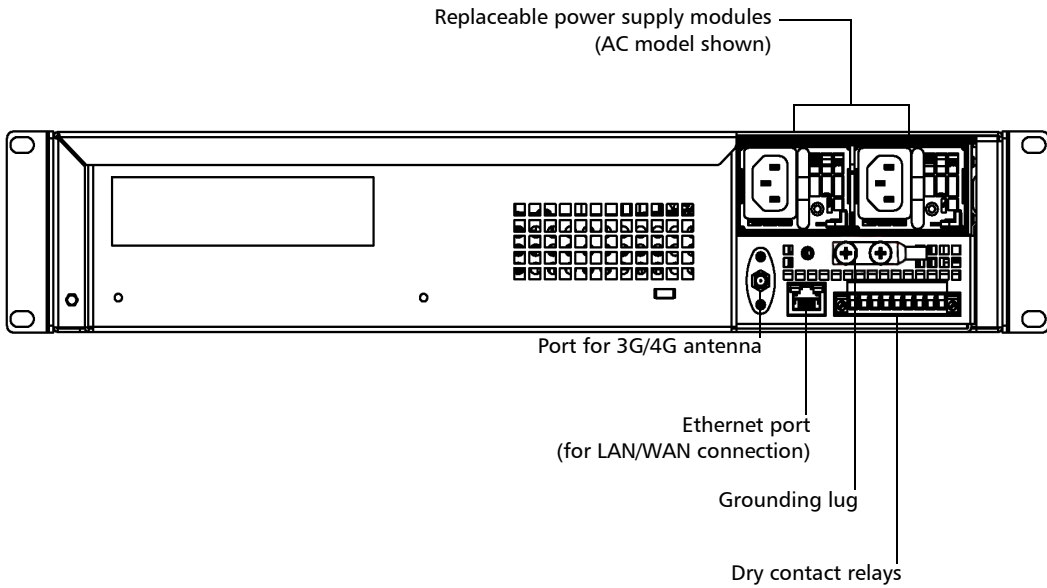 Replaceable power supply modules
(AC model shown)
Port for 3G/4G antenna
Ethernet port
(for LAN/WAN connection)
Grounding lug
Dry contact relays